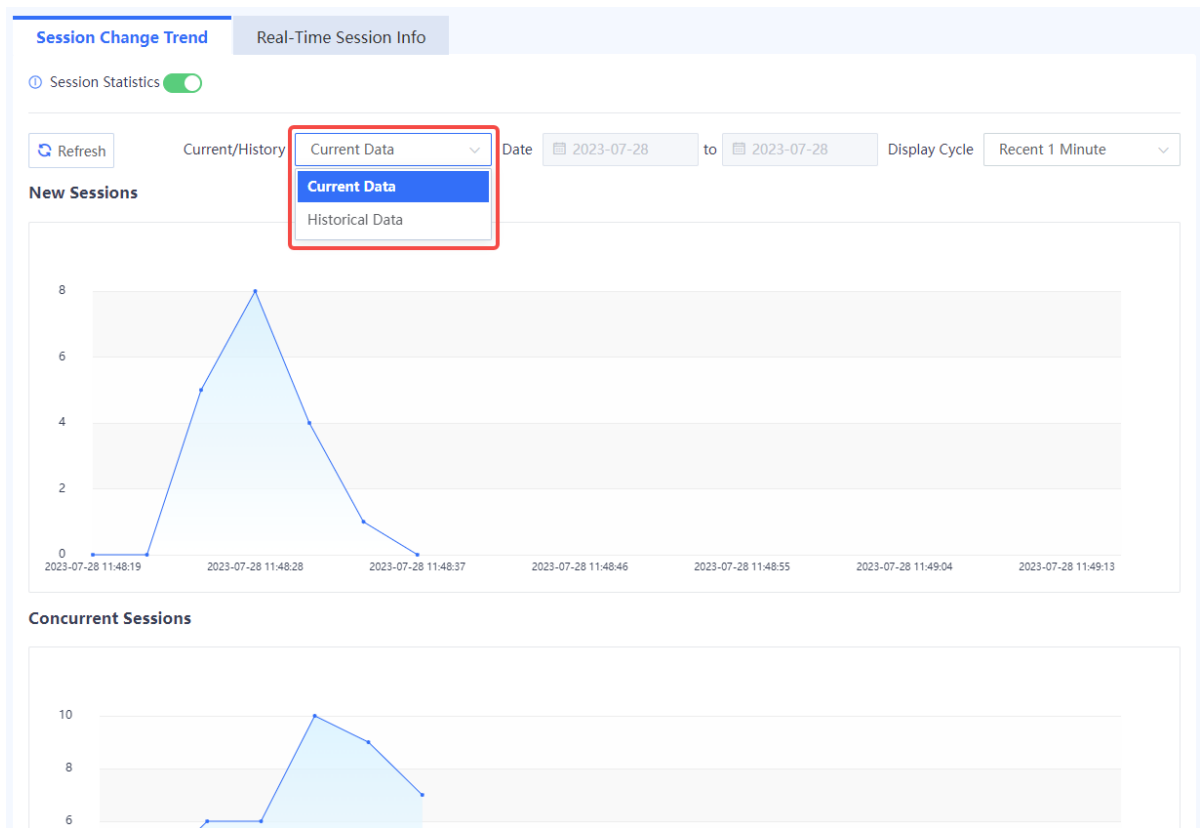 Session Change Trend Real-Time Session Info
Session Statistics
Refresh Current/History Current Data Date 2023-07-28 to 2023-07-28 Display Cycle Recent 1 Minute
Current Data
New Sessions
Historical Data
8
6
4
2
0
2023-07-28 11:48:19 2023-07-28 11:48:28 2023-07-28 11:48:37 2023-07-28 11:48:46 2023-07-28 11:48:55 2023-07-28 11:49:04 2023-07-28 11:49:13
Concurrent Sessions
10
8
6